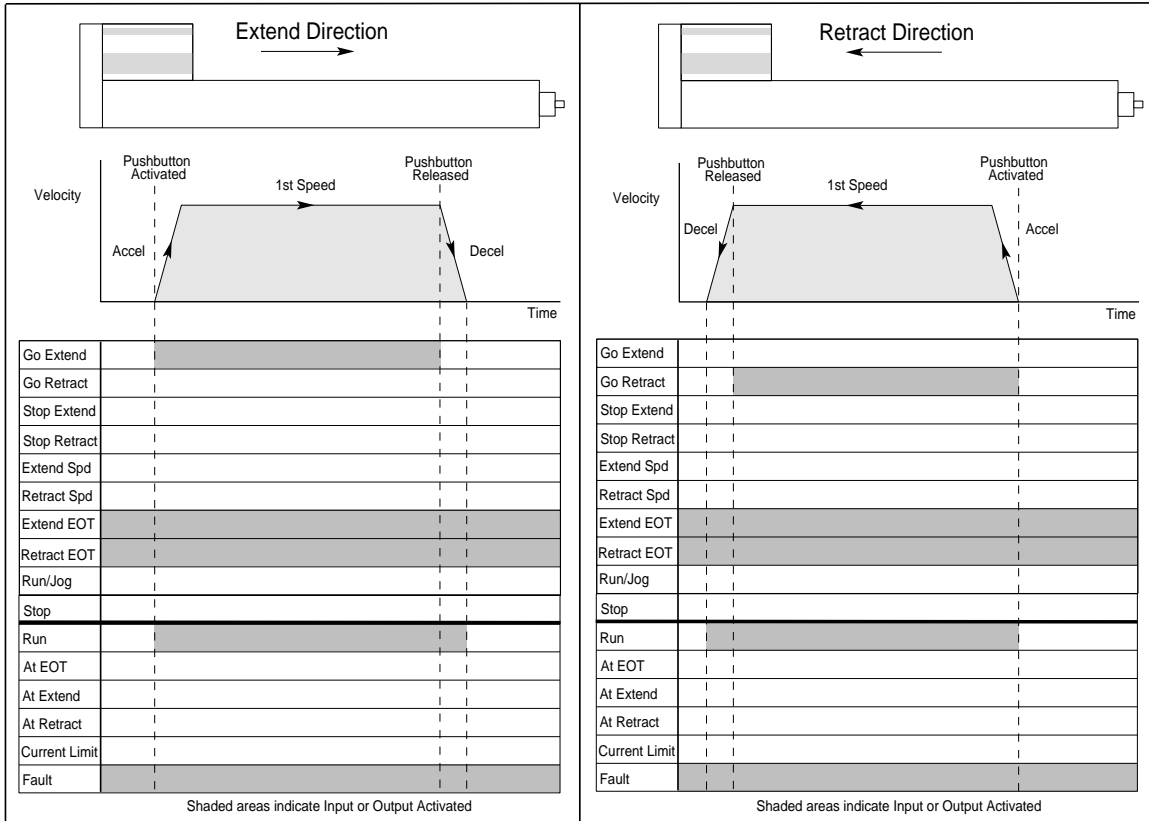 Extend Direction
Pushbutton
Activated
Pushbutton
Released
Velocity
1st Speed
Accel
Decel
Time
Go Extend
Go Retract
Stop Extend
Stop Retract
Extend Spd
Retract Spd
Extend EOT
Retract EOT
Run/Jog
Stop
Run
At EOT
At Extend
At Retract
Current Limit
Fault
Shaded areas indicate Input or Output Activated
Retract Direction
Pushbutton
Released
Pushbutton
Activated
Velocity
1st Speed
Decel
Accel
Time
Go Extend
Go Retract
Stop Extend
Stop Retract
Extend Spd
Retract Spd
Extend EOT
Retract EOT
Run/Jog
Stop
Run
At EOT
At Extend
At Retract
Current Limit
Fault
Shaded areas indicate Input or Output Activated